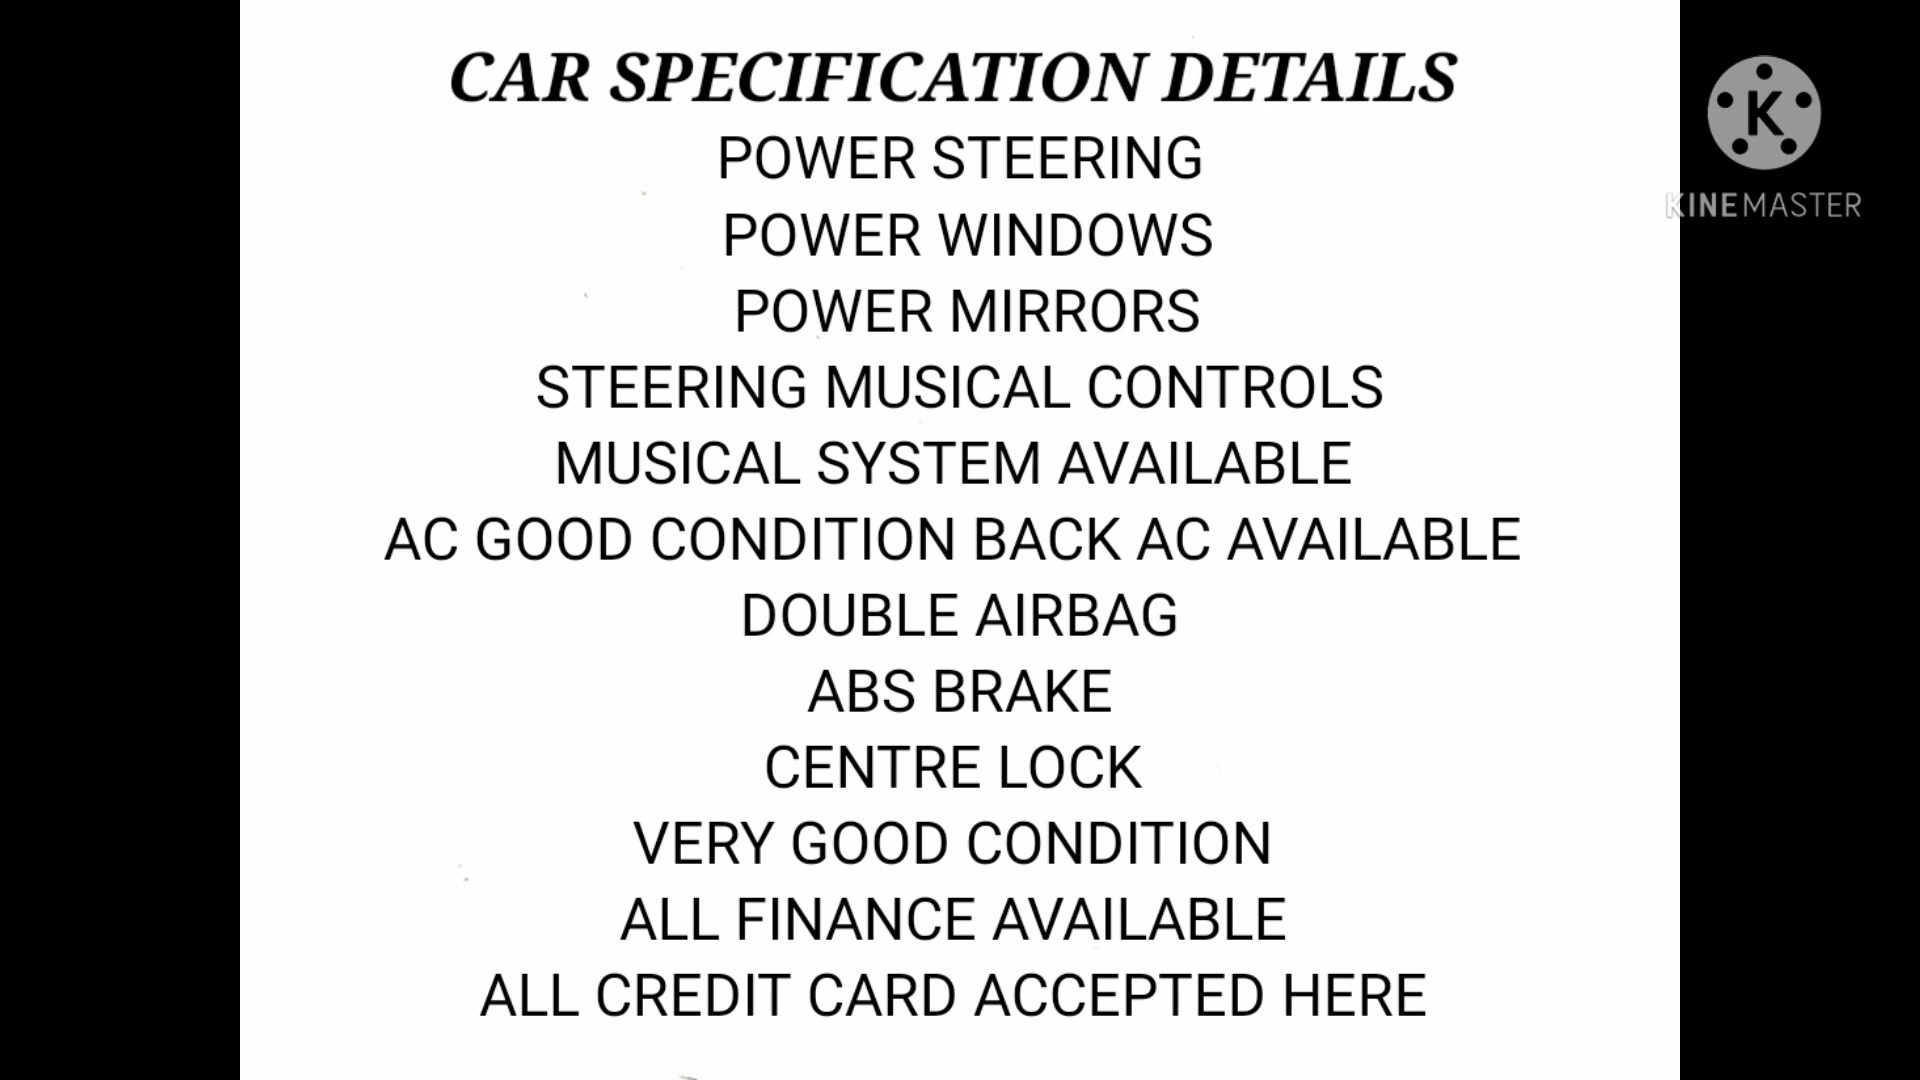 CAR SPECIFICATION DETAILS
POWER STEERING
POWER WINDOWS
POWER MIRRORS
STEERING MUSICAL CONTROLS
MUSICAL SYSTEM AVAILABLE
AC GOOD CONDITION BACK AC AVAILABLE
DOUBLE AIRBAG
ABS BRAKE
CENTRE LOCK
VERY GOOD CONDITION
ALL FINANCE AVAILABLE
ALL CREDIT CARD ACCEPTED HERE
K
KINEMASTER